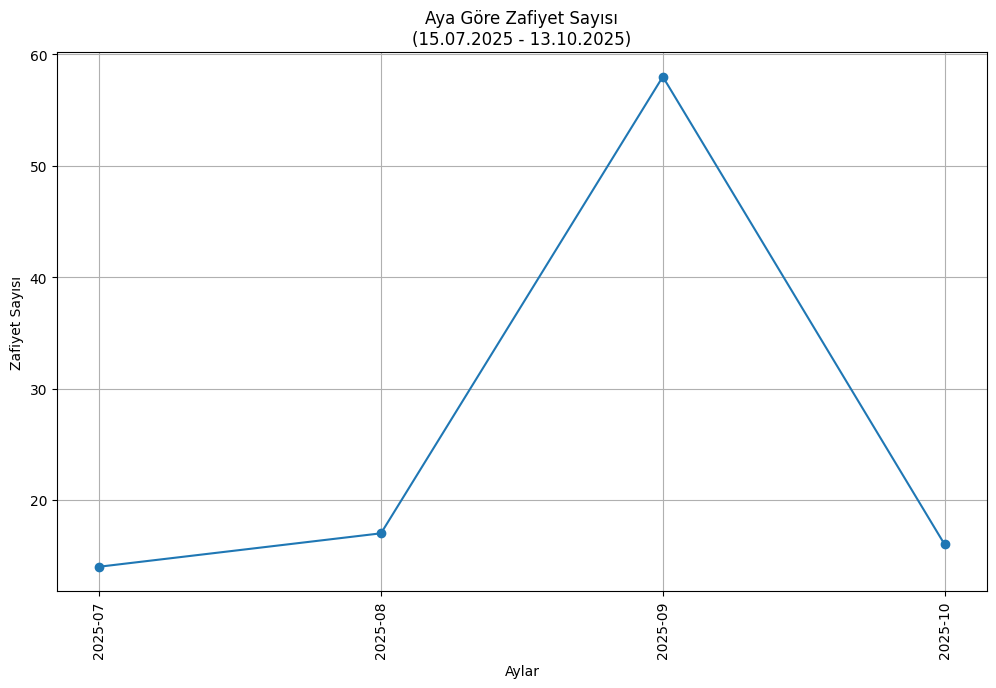 Aya Göre Zafiyet Sayısı
(15.07.2025 - 13.10.2025)
Zafiyet Sayısı
60
50
40
30
20
2025-07
2025-08
2025-09
2025-10
Aylar